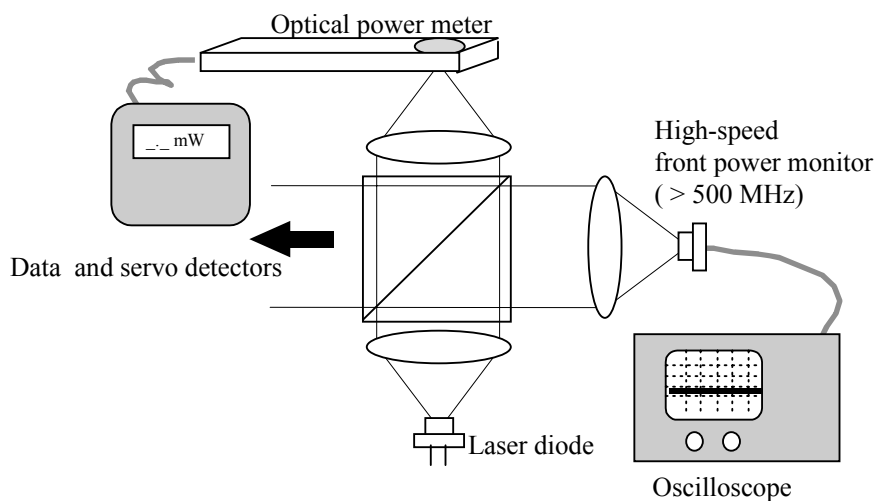 Optical power meter
_._ mW
High-speed
front power monitor
( > 500 MHz)
Data and servo detectors
Laser diode
Oscilloscope